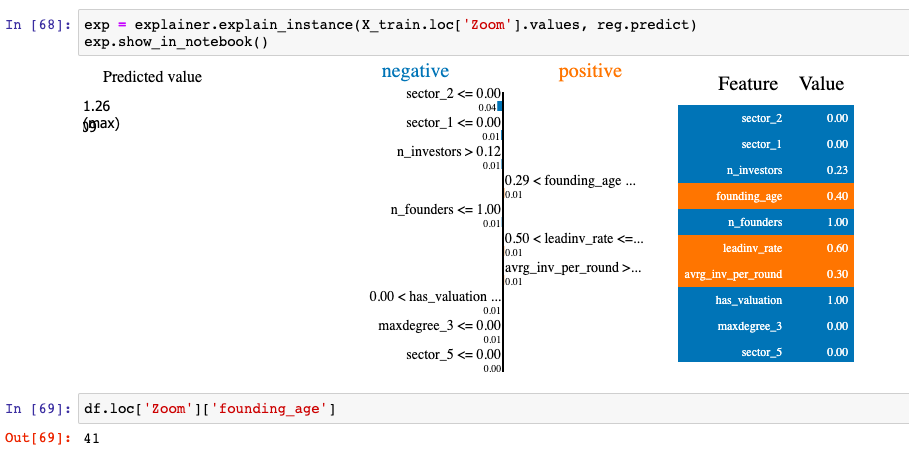 In [68]: exp = explainer.explain_instance(X_train.loc['Zoom'].values, reg.predict)
exp.show_in_notebook()
Predicted value
1.26
(max)
negative positive
sector_2 <= 0.00
0.04
sector_1 <= 0.00
0.01
n_investors > 0.12
0.01
0.29 < founding_age ...
0.01
n_founders <= 1.00
0.01
0.50 < leadinv_rate <=...
0.01
avrg_inv_per_round >...
0.01
0.00 < has_valuation ...
0.01
maxdegree_3 <= 0.00
0.01
sector_5 <= 0.00
0.00
Feature Value
sector_2 0.00
sector_1 0.00
n_investors 0.23
founding_age 0.40
n_founders 1.00
leadinv_rate 0.60
avrg_inv_per_round 0.30
has_valuation 1.00
maxdegree_3 0.00
sector_5 0.00
In [69]: df.loc['Zoom']['founding_age']
Out[69]: 41